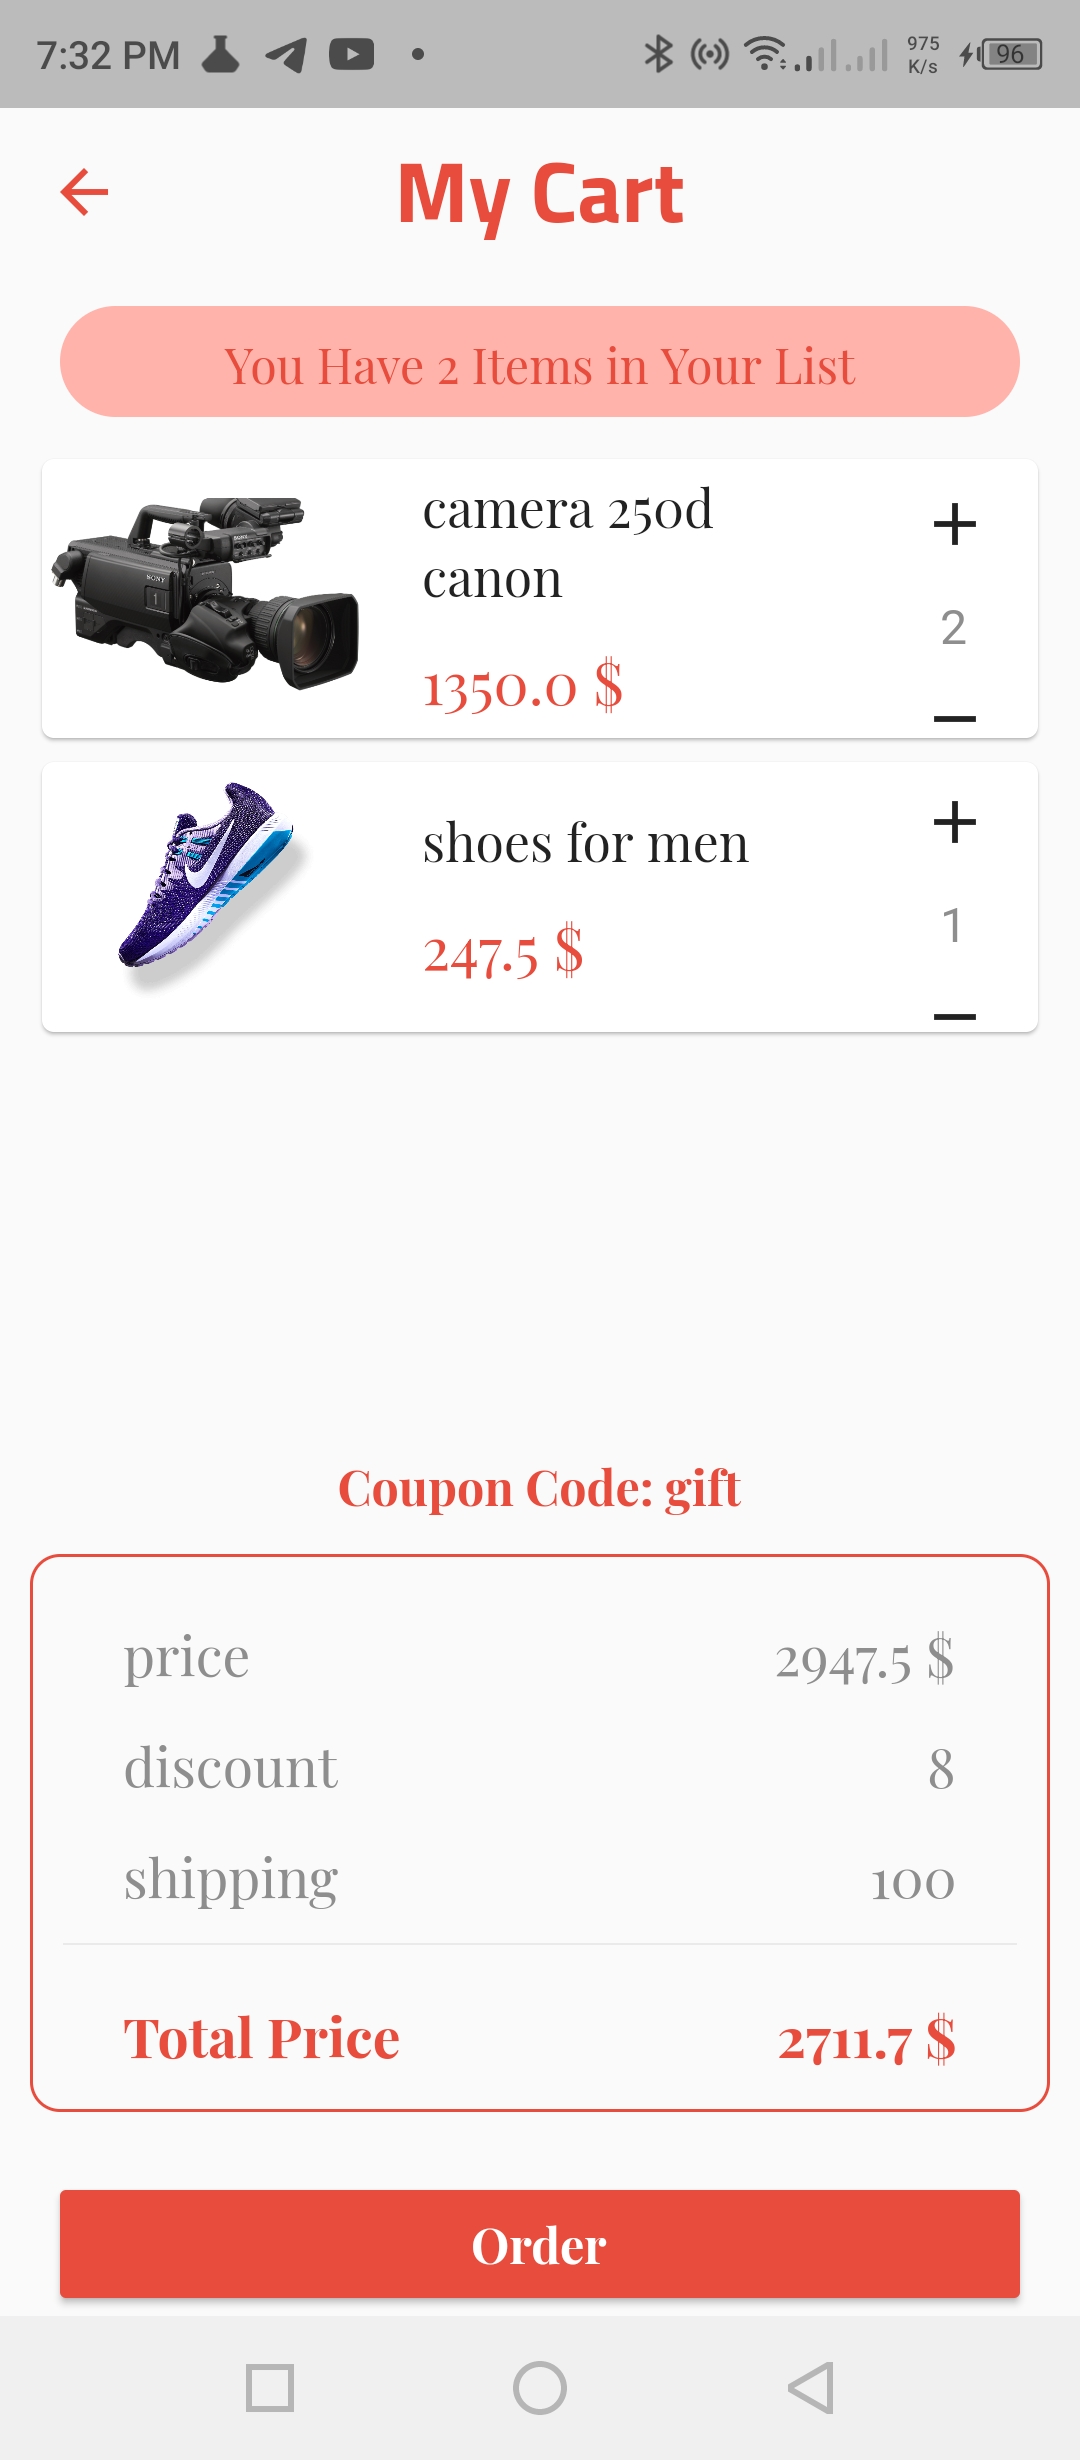 7:32 PM
975
K/s
96
My Cart
You Have 2 Items in Your List
SONY
1
camera 250d
canon
1350.0 $
2
shoes for men
247.5 $
1
Coupon Code: gift
price 2947.5 $
discount 8
shipping 100
Total Price 2711.7 $
Order